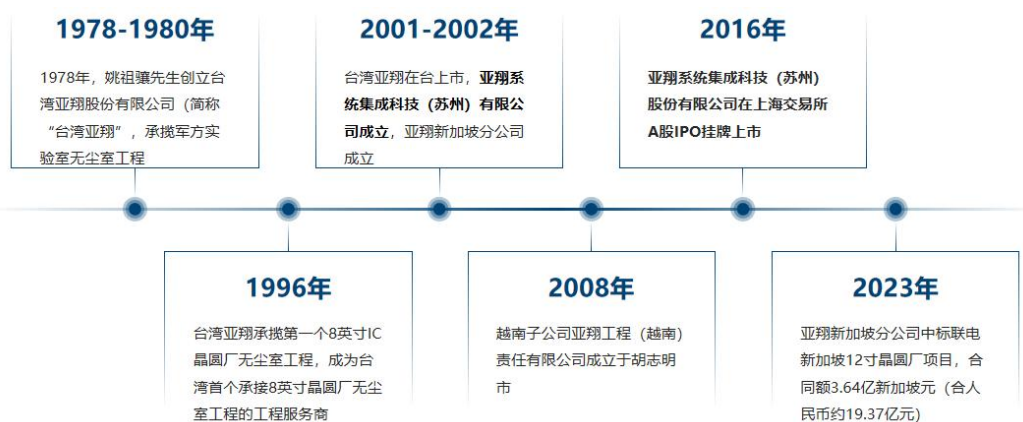 1978-1980年
1978年，姚祖骧先生创立台
湾亚翔股份有限公司（简称
“台湾亚翔”，承揽军方实
验室无尘室工程
2001-2002年
台湾亚翔在台上市，亚翔系
统集成科技（苏州）有限公
司成立，亚翔新加坡分公司
成立
2016年
亚翔系统集成科技（苏州）
股份有限公司在上海交易所
A股IPO挂牌上市
1996年
台湾亚翔承揽第一个8英寸IC
晶圆厂无尘室工程，成为台
湾首个承接8英寸晶圆厂无尘
室工程的工程服务商
2008年
越南子公司亚翔工程（越南）
责任有限公司成立于胡志明
市
2023年
亚翔新加坡分公司中标联电
新加坡12寸晶圆厂项目，合
同额3.64亿新加坡元（合人
民币约19.37亿元）